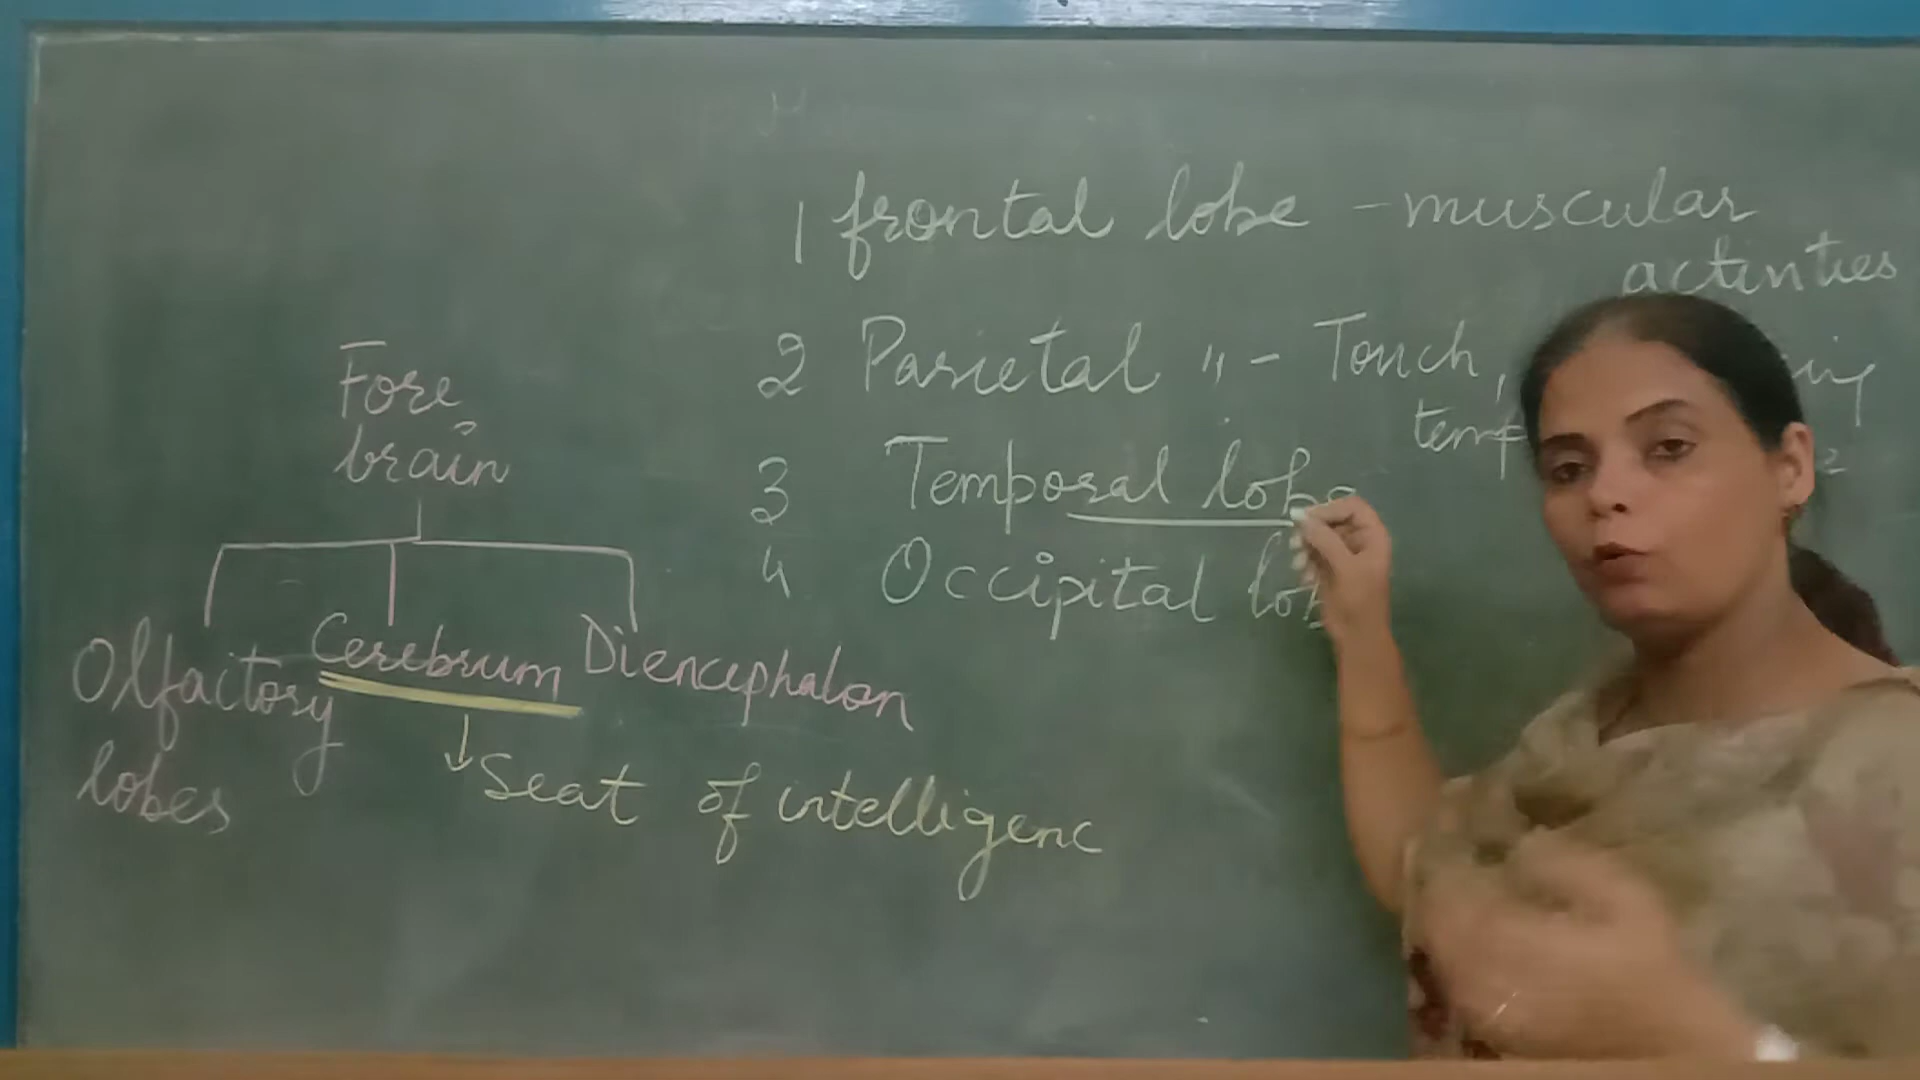 1 frontal lobe - muscular
activities
2 Parietal " - Touch,
3 Temporal lobe
4 Occipital lob
Fore
brain
Olfactory Cerebrum Diencephalon
lobes
↓ Seat of intelligenc